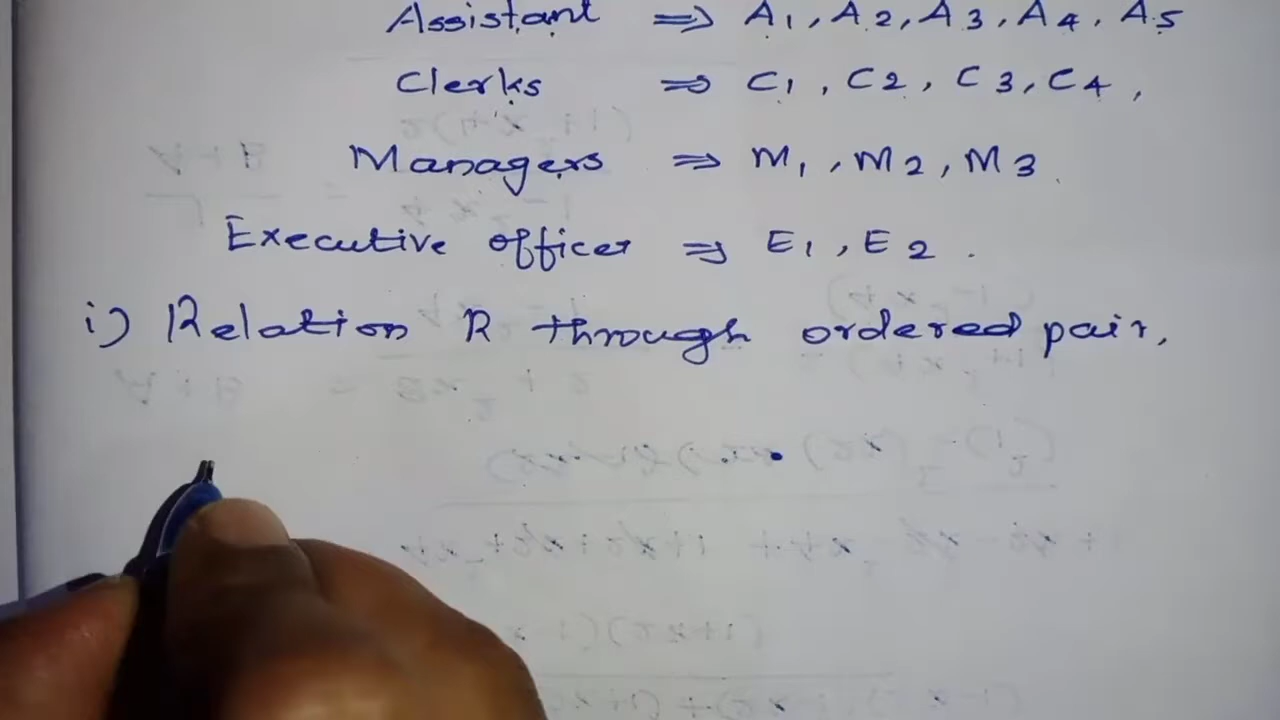 Assistant ⇒ A1, A2, A3, A4, A5
Clerks ⇒ C1, C2, C3, C4,
Managers ⇒ M1, M2, M3.
Executive officer ⇒ E1, E2.
i) Relation R through ordered pair,